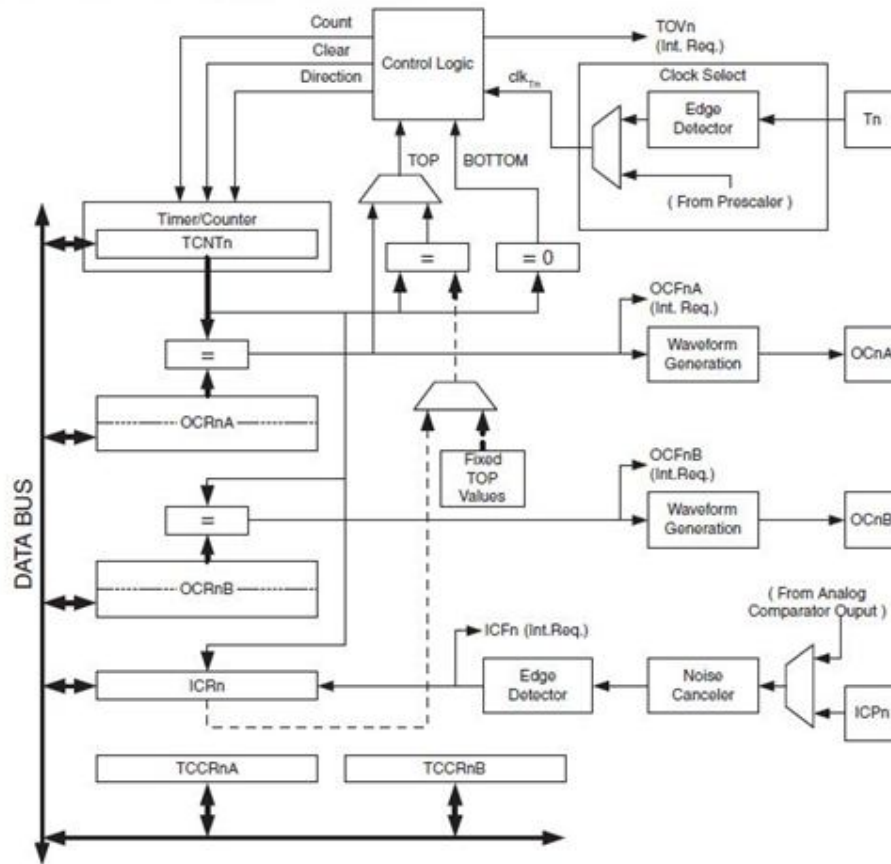 Count
Clear
Direction
Control Logic
TOVn
(Int. Req.)
clkTn
Clock Select
Edge
Detector
Tn
( From Prescaler )
TOP
BOTTOM
Timer/Counter
TCNTn
=
= 0
=
OCFnA
(Int. Req.)
Waveform
Generation
OCnA
OCRnA
Fixed
TOP
Values
OCFnB
(Int.Req.)
=
Waveform
Generation
OCnB
DATA BUS
OCRnB
( From Analog
Comparator Ouput )
ICFn (Int.Req.)
ICRn
Edge
Detector
Noise
Canceler
ICPn
TCCRnA
TCCRnB